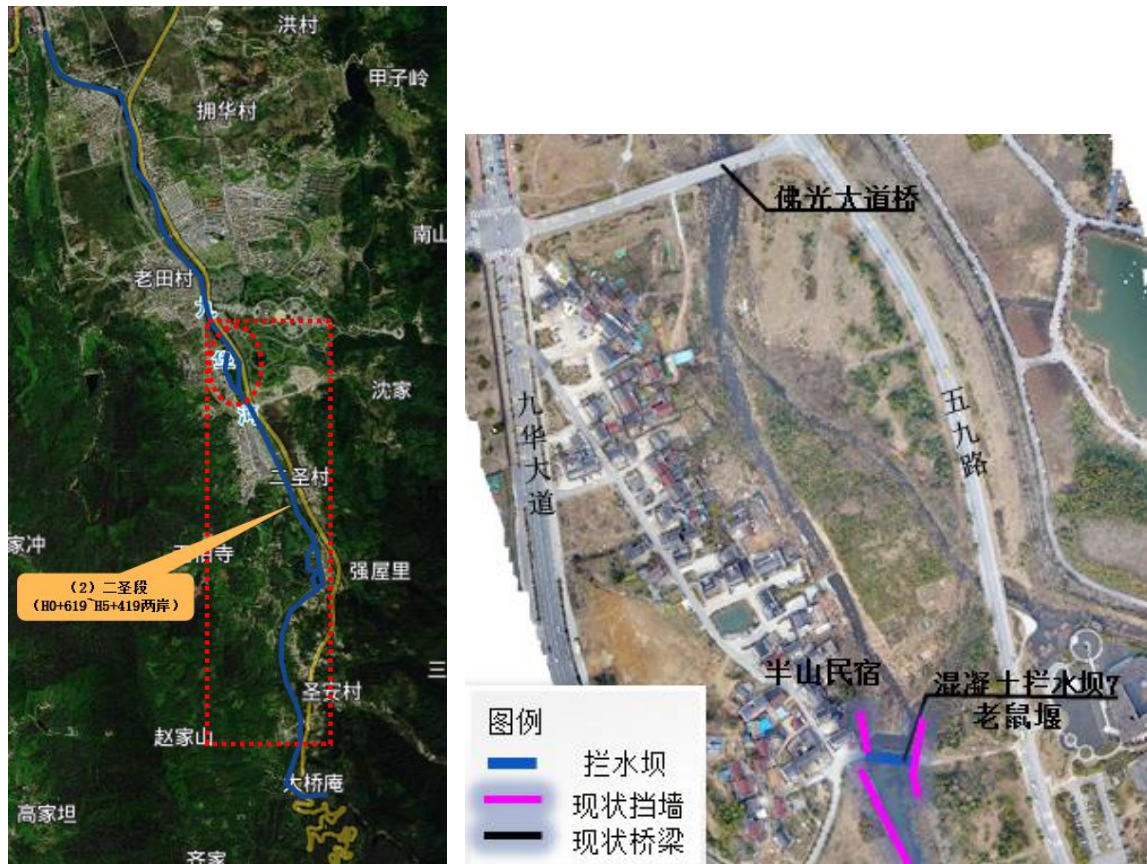 洪村
甲子岭
拥华村
南山
老田村
九
华
河
沈家
二圣村
家冲
强屋里
(2)二圣段
(H0+619~H5+419两岸)
圣安村
三
赵家山
大桥庵
高家坦
齐家
佛光大道桥
九华大道
五九路
半山民宿
混凝土拦水坝7
老鼠堰
图例
拦水坝
现状挡墙
现状桥梁